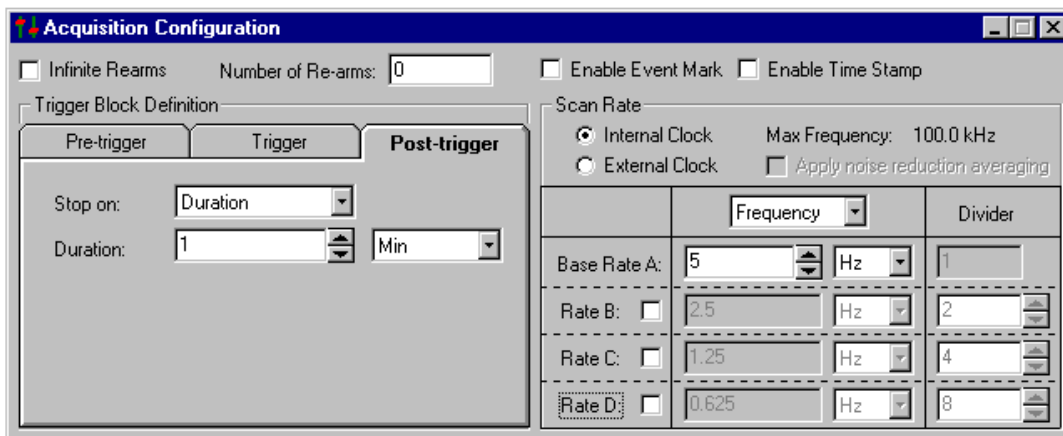 Acquisition Configuration
Infinite Rearms Number of Re-arms: 0 Enable Event Mark Enable Time Stamp
Trigger Block Definition
Pre-trigger Trigger Post-trigger
Stop on: Duration
Duration: 1 Min
Scan Rate
Internal Clock Max Frequency: 100.0 kHz
External Clock Apply noise reduction averaging
Frequency Divider
Base Rate A: 5 Hz 1
Rate B: 2.5 Hz 2
Rate C: 1.25 Hz 4
Rate D: 0.625 Hz 8